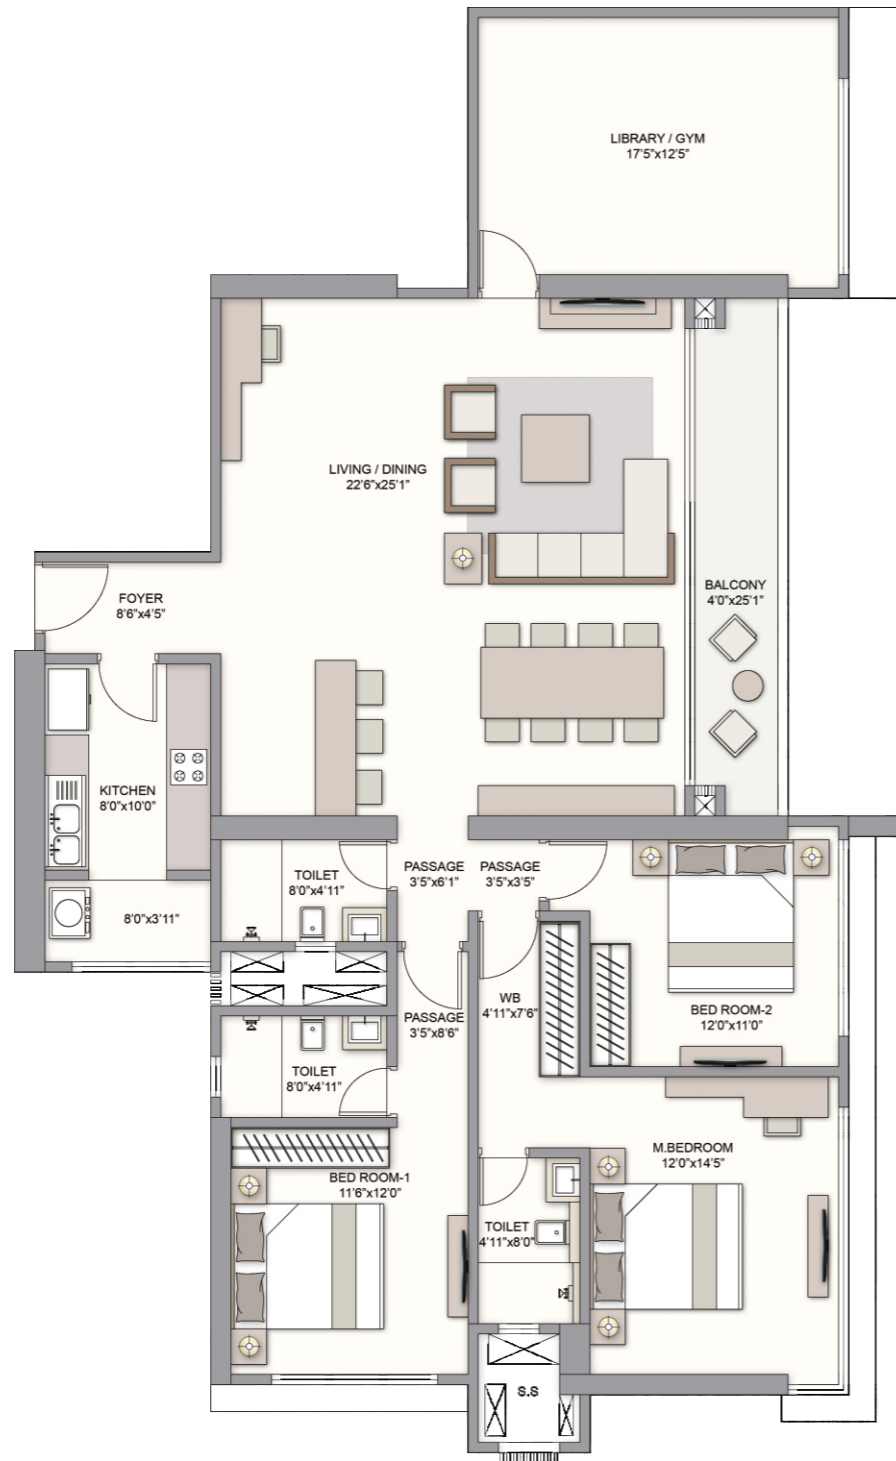 LIBRARY / GYM
17'5"x12'5"
LIVING / DINING
22'6"x25'1"
BALCONY
4'0"x25'1"
FOYER
8'6"x4'5"
KITCHEN
8'0"x10'0"
8'0"x3'11"
TOILET
8'0"x4'11"
PASSAGE
3'5"x6'1"
PASSAGE
3'5"x3'5"
WB
4'11"x7'6"
BED ROOM-2
12'0"x11'0"
PASSAGE
3'5"x8'6"
TOILET
8'0"x4'11"
M.BEDROOM
12'0"x14'5"
BED ROOM-1
11'6"x12'0"
TOILET
4'11"x8'0"
S.S